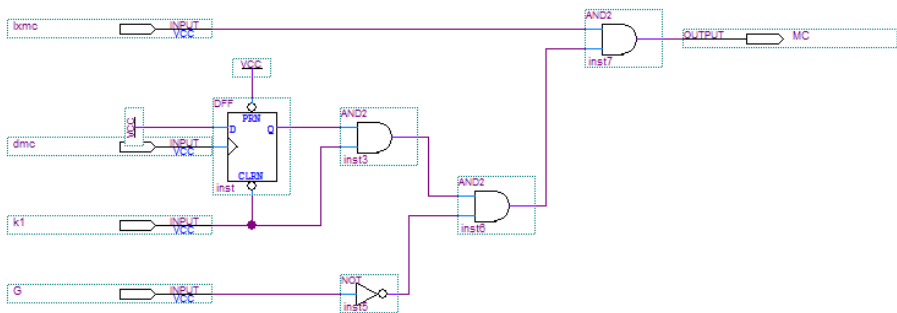 lxmc
INPUT
VCC
AND2
inst7
OUTPUT
MC
VCC
DFF
PRN
D
Q
CLRN
inst
VCC
dmc
INPUT
VCC
AND2
inst3
AND2
inst6
k1
INPUT
VCC
G
INPUT
VCC
NOT
inst5